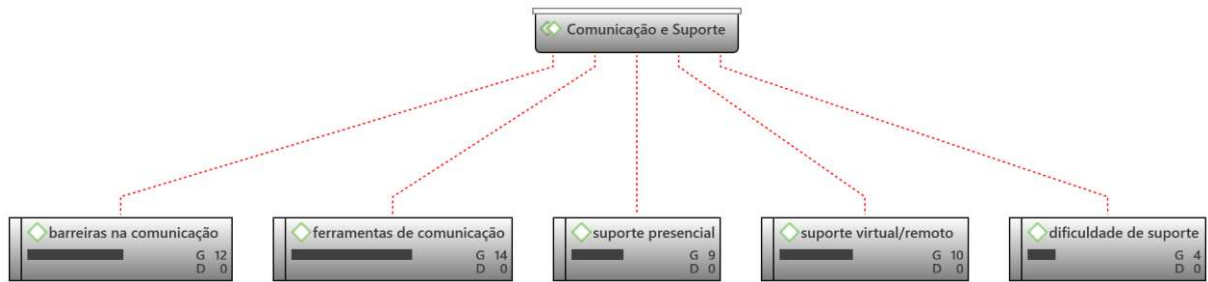 Comunicação e Suporte
barreiras na comunicação
G 12
D 0
ferramentas de comunicação
G 14
D 0
suporte presencial
G 9
D 0
suporte virtual/remoto
G 10
D 0
dificuldade de suporte
G 4
D 0